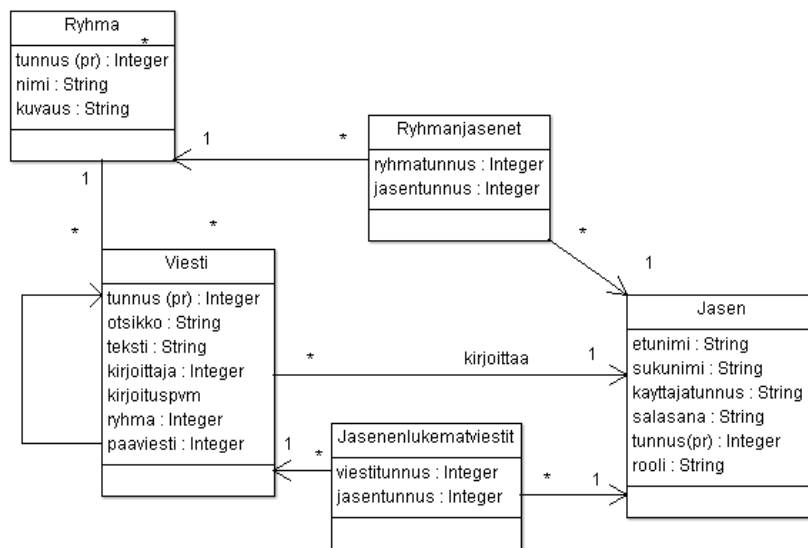 Ryhma
*
tunnus (pr) : Integer
nimi : String
kuvaus : String
1
*
Ryhmanjasenet
ryhmatunnus : Integer
jasentunnus : Integer
1
*
*
*
1
Viesti
tunnus (pr) : Integer
otsikko : String
teksti : String
kirjoittaja : Integer
kirjoituspvm
ryhma : Integer
paaviesti : Integer
*
kirjoittaa
1
Jasen
etunimi : String
sukunimi : String
kayttajatunnus : String
salasana : String
tunnus(pr) : Integer
rooli : String
1
*
Jasenenlukematviestit
viestitunnus : Integer
jasentunnus : Integer
*
1